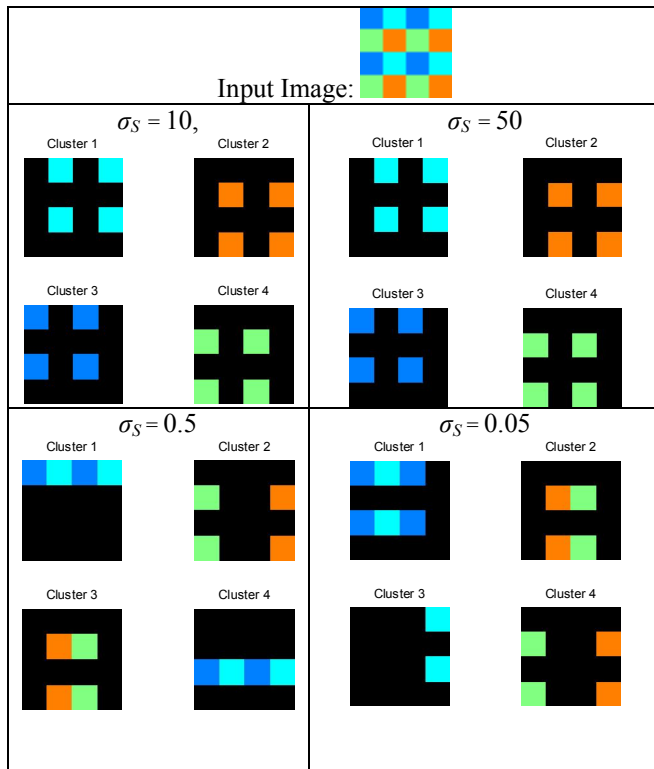 Input Image:
σS = 10,
Cluster 1
Cluster 2
Cluster 3
Cluster 4
σS = 50
Cluster 1
Cluster 2
Cluster 3
Cluster 4
σS = 0.5
Cluster 1
Cluster 2
Cluster 3
Cluster 4
σS = 0.05
Cluster 1
Cluster 2
Cluster 3
Cluster 4